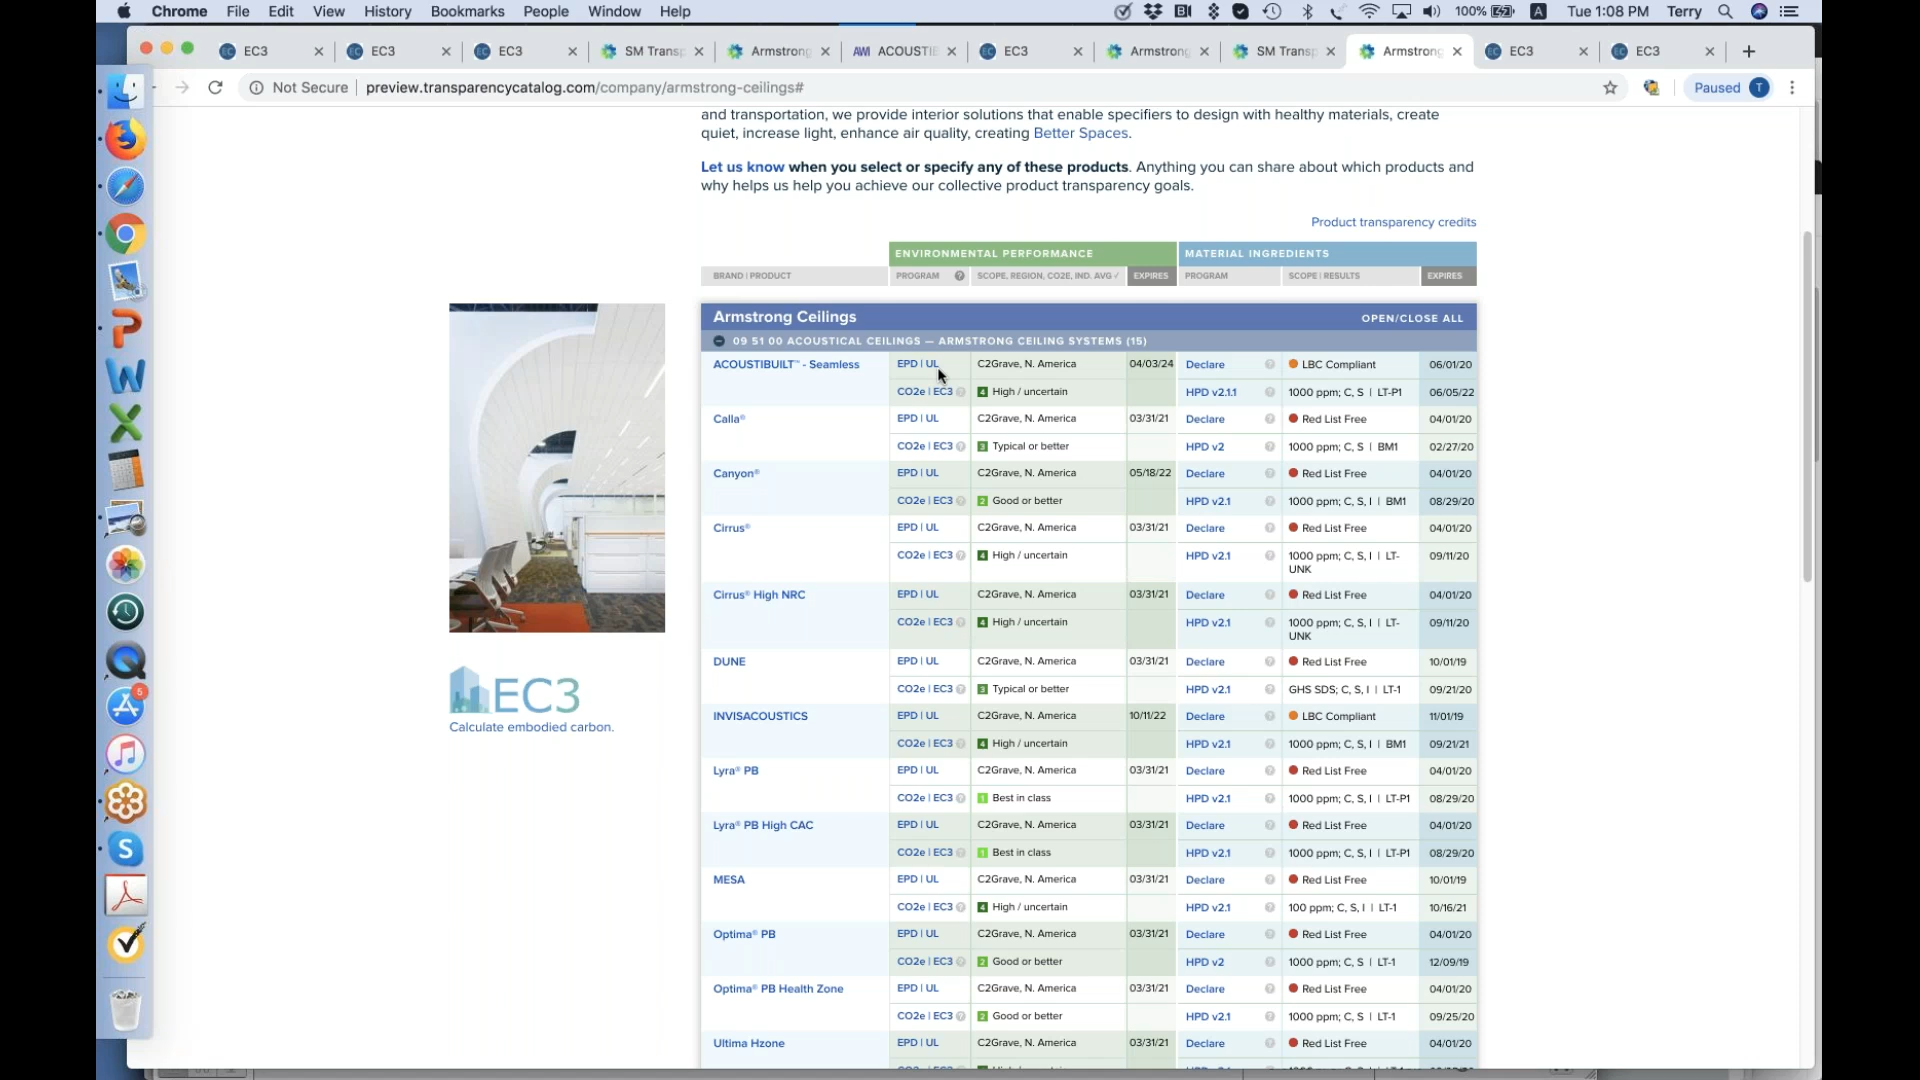 Chrome File Edit View History Bookmarks People Window Help 100% A Tue 1:08 PM Terry
EC3 EC3 EC3 SM Transp Armstrong AWI ACOUSTIB EC3 Armstrong SM Transp Armstrong EC3 EC3
Not Secure | preview.transparencycatalog.com/company/armstrong-ceilings# Paused T
and transportation, we provide interior solutions that enable specifiers to design with healthy materials, create
quiet, increase light, enhance air quality, creating Better Spaces.
Let us know when you select or specify any of these products. Anything you can share about which products and
why helps us help you achieve our collective product transparency goals.
Product transparency credits
ENVIRONMENTAL PERFORMANCE MATERIAL INGREDIENTS
BRAND | PRODUCT PROGRAM ? SCOPE, REGION, CO2E, IND. AVG ✓ EXPIRES PROGRAM SCOPE | RESULTS EXPIRES
Armstrong Ceilings OPEN/CLOSE ALL
09 51 00 ACOUSTICAL CEILINGS — ARMSTRONG CEILING SYSTEMS (15)
ACOUSTIBUILT™ - Seamless EPD | UL C2Grave, N. America 04/03/24 Declare ? LBC Compliant 06/01/20
CO2e | EC3 ? 4 High / uncertain HPD v2.1.1 ? 1000 ppm; C, S | LT-P1 06/05/22
Calla® EPD | UL C2Grave, N. America 03/31/21 Declare ? Red List Free 04/01/20
CO2e | EC3 ? 3 Typical or better HPD v2 ? 1000 ppm; C, S | BM1 02/27/20
Canyon® EPD | UL C2Grave, N. America 05/18/22 Declare ? Red List Free 04/01/20
CO2e | EC3 ? 2 Good or better HPD v2.1 ? 1000 ppm; C, S, I | BM1 08/29/20
Cirrus® EPD | UL C2Grave, N. America 03/31/21 Declare ? Red List Free 04/01/20
CO2e | EC3 ? 4 High / uncertain HPD v2.1 ? 1000 ppm; C, S, I | LT- 09/11/20
UNK
Cirrus® High NRC EPD | UL C2Grave, N. America 03/31/21 Declare ? Red List Free 04/01/20
CO2e | EC3 ? 4 High / uncertain HPD v2.1 ? 1000 ppm; C, S, I | LT- 09/11/20
UNK
DUNE EPD | UL C2Grave, N. America 03/31/21 Declare ? Red List Free 10/01/19
CO2e | EC3 ? 3 Typical or better HPD v2.1 ? GHS SDS; C, S, I | LT-1 09/21/20
INVISACOUSTICS EPD | UL C2Grave, N. America 10/11/22 Declare ? LBC Compliant 11/01/19
CO2e | EC3 ? 4 High / uncertain HPD v2.1 ? 1000 ppm; C, S, I | BM1 09/21/21
Lyra® PB EPD | UL C2Grave, N. America 03/31/21 Declare ? Red List Free 04/01/20
CO2e | EC3 ? 1 Best in class HPD v2.1 ? 1000 ppm; C, S, I | LT-P1 08/29/20
Lyra® PB High CAC EPD | UL C2Grave, N. America 03/31/21 Declare ? Red List Free 04/01/20
CO2e | EC3 ? 1 Best in class HPD v2.1 ? 1000 ppm; C, S, I | LT-P1 08/29/20
MESA EPD | UL C2Grave, N. America 03/31/21 Declare ? Red List Free 10/01/19
CO2e | EC3 ? 4 High / uncertain HPD v2.1 ? 100 ppm; C, S, I | LT-1 10/16/21
Optima® PB EPD | UL C2Grave, N. America 03/31/21 Declare ? Red List Free 04/01/20
CO2e | EC3 ? 2 Good or better HPD v2 ? 1000 ppm; C, S | LT-1 12/09/19
Optima® PB Health Zone EPD | UL C2Grave, N. America 03/31/21 Declare ? Red List Free 04/01/20
CO2e | EC3 ? 2 Good or better HPD v2.1 ? 1000 ppm; C, S | LT-1 09/25/20
Ultima Hzone EPD | UL C2Grave, N. America 03/31/21 Declare ? Red List Free 04/01/20
EC3
Calculate embodied carbon.
5